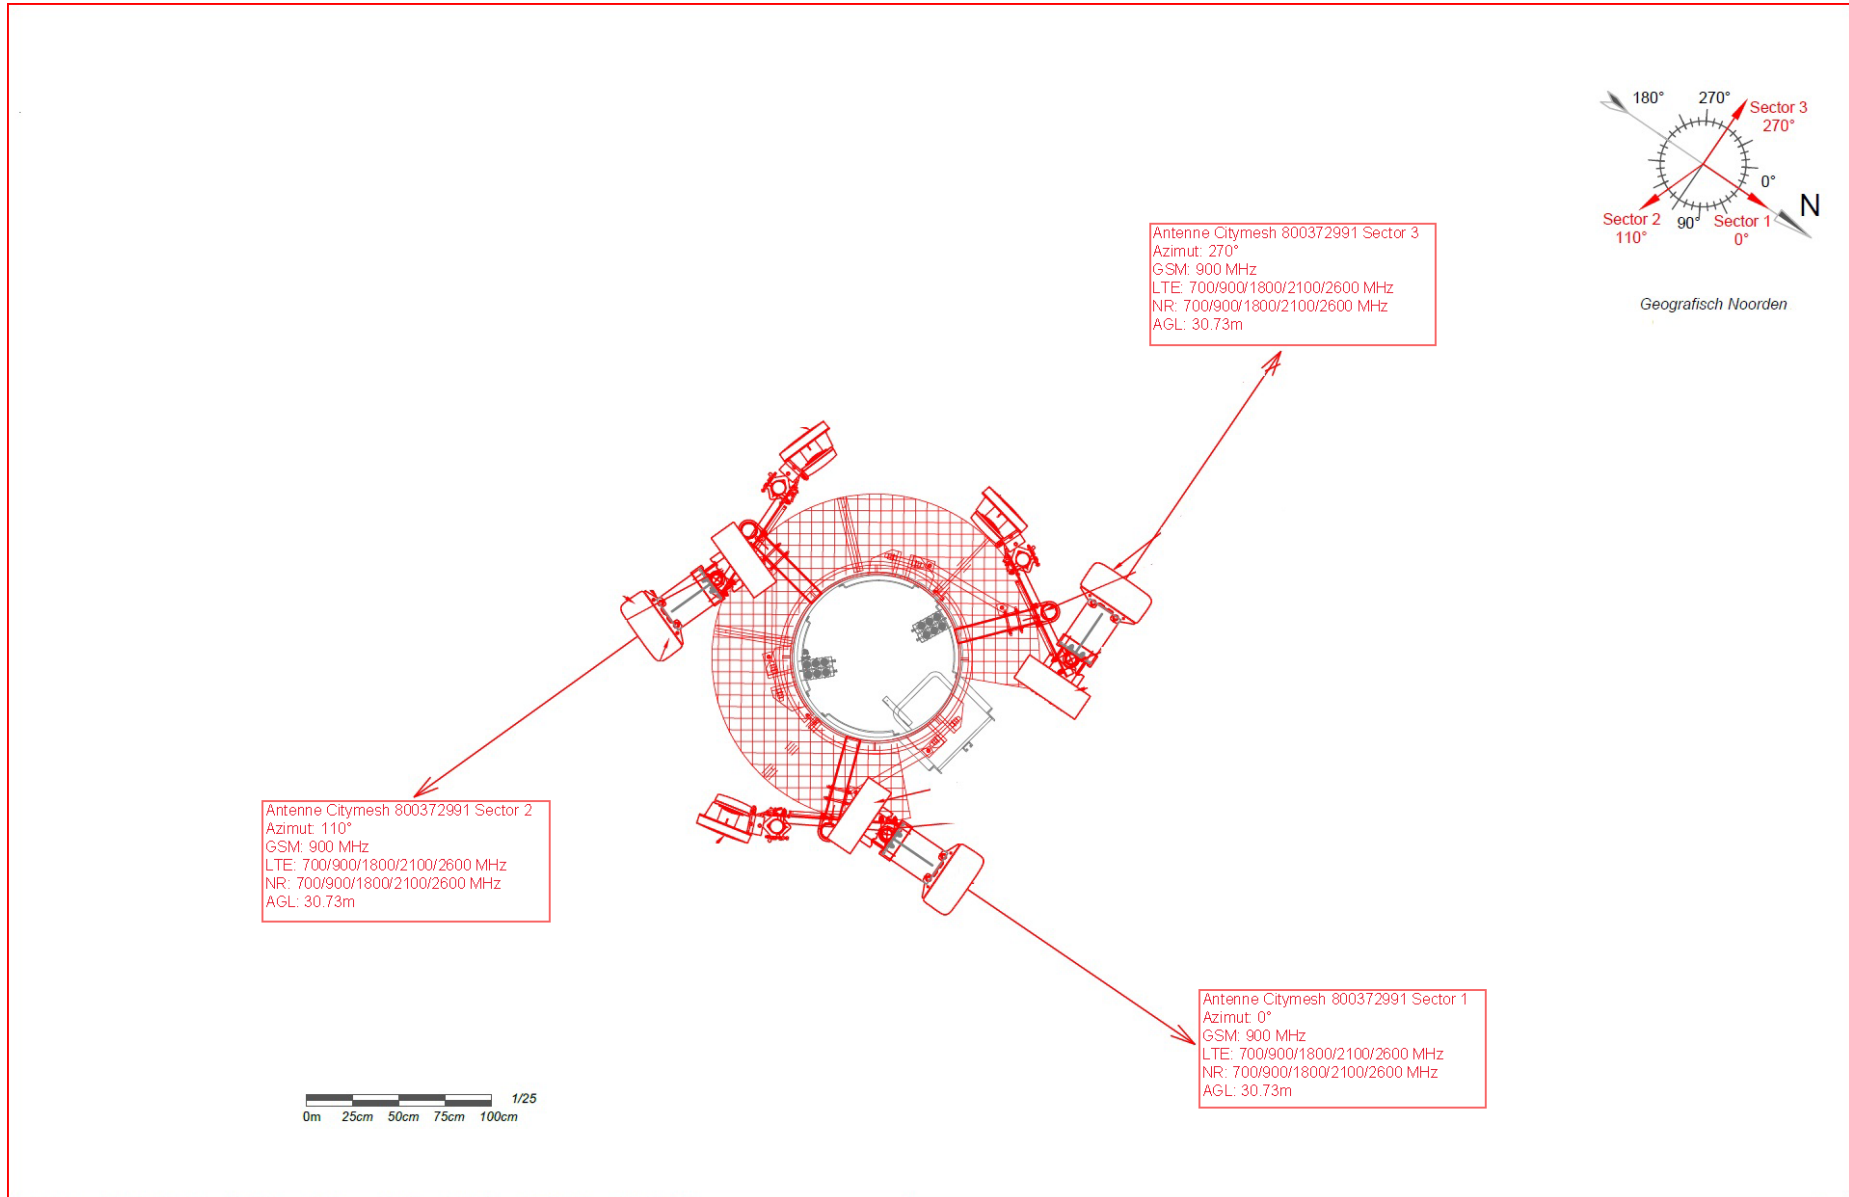 180°
270°
Sector 3
270°
0°
N
Sector 2
110°
90°
Sector 1
0°
Geografisch Noorden
Antenne Citymesh 800372991 Sector 3
Azimut: 270°
GSM: 900 MHz
LTE: 700/900/1800/2100/2600 MHz
NR: 700/900/1800/2100/2600 MHz
AGL: 30.73m
Antenne Citymesh 800372991 Sector 2
Azimut: 110°
GSM: 900 MHz
LTE: 700/900/1800/2100/2600 MHz
NR: 700/900/1800/2100/2600 MHz
AGL: 30.73m
Antenne Citymesh 800372991 Sector 1
Azimut: 0°
GSM: 900 MHz
LTE: 700/900/1800/2100/2600 MHz
NR: 700/900/1800/2100/2600 MHz
AGL: 30.73m
1/25
0m 25cm 50cm 75cm 100cm